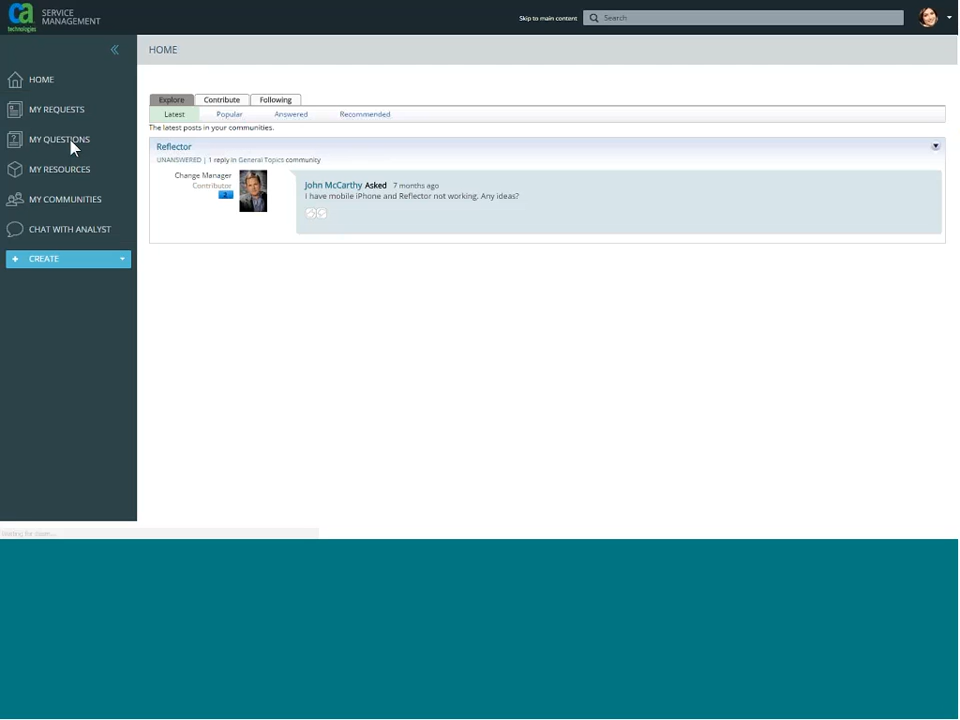 ca
technologies
SERVICE
MANAGEMENT
Skip to main content
Search
HOME
HOME
MY REQUESTS
MY QUESTIONS
MY RESOURCES
MY COMMUNITIES
CHAT WITH ANALYST
+ CREATE
Explore Contribute Following
Latest Popular Answered Recommended
The latest posts in your communities.
Reflector
UNANSWERED | 1 reply in General Topics community
Change Manager
Contributor
John McCarthy Asked 7 months ago
I have mobile iPhone and Reflector not working. Any ideas?